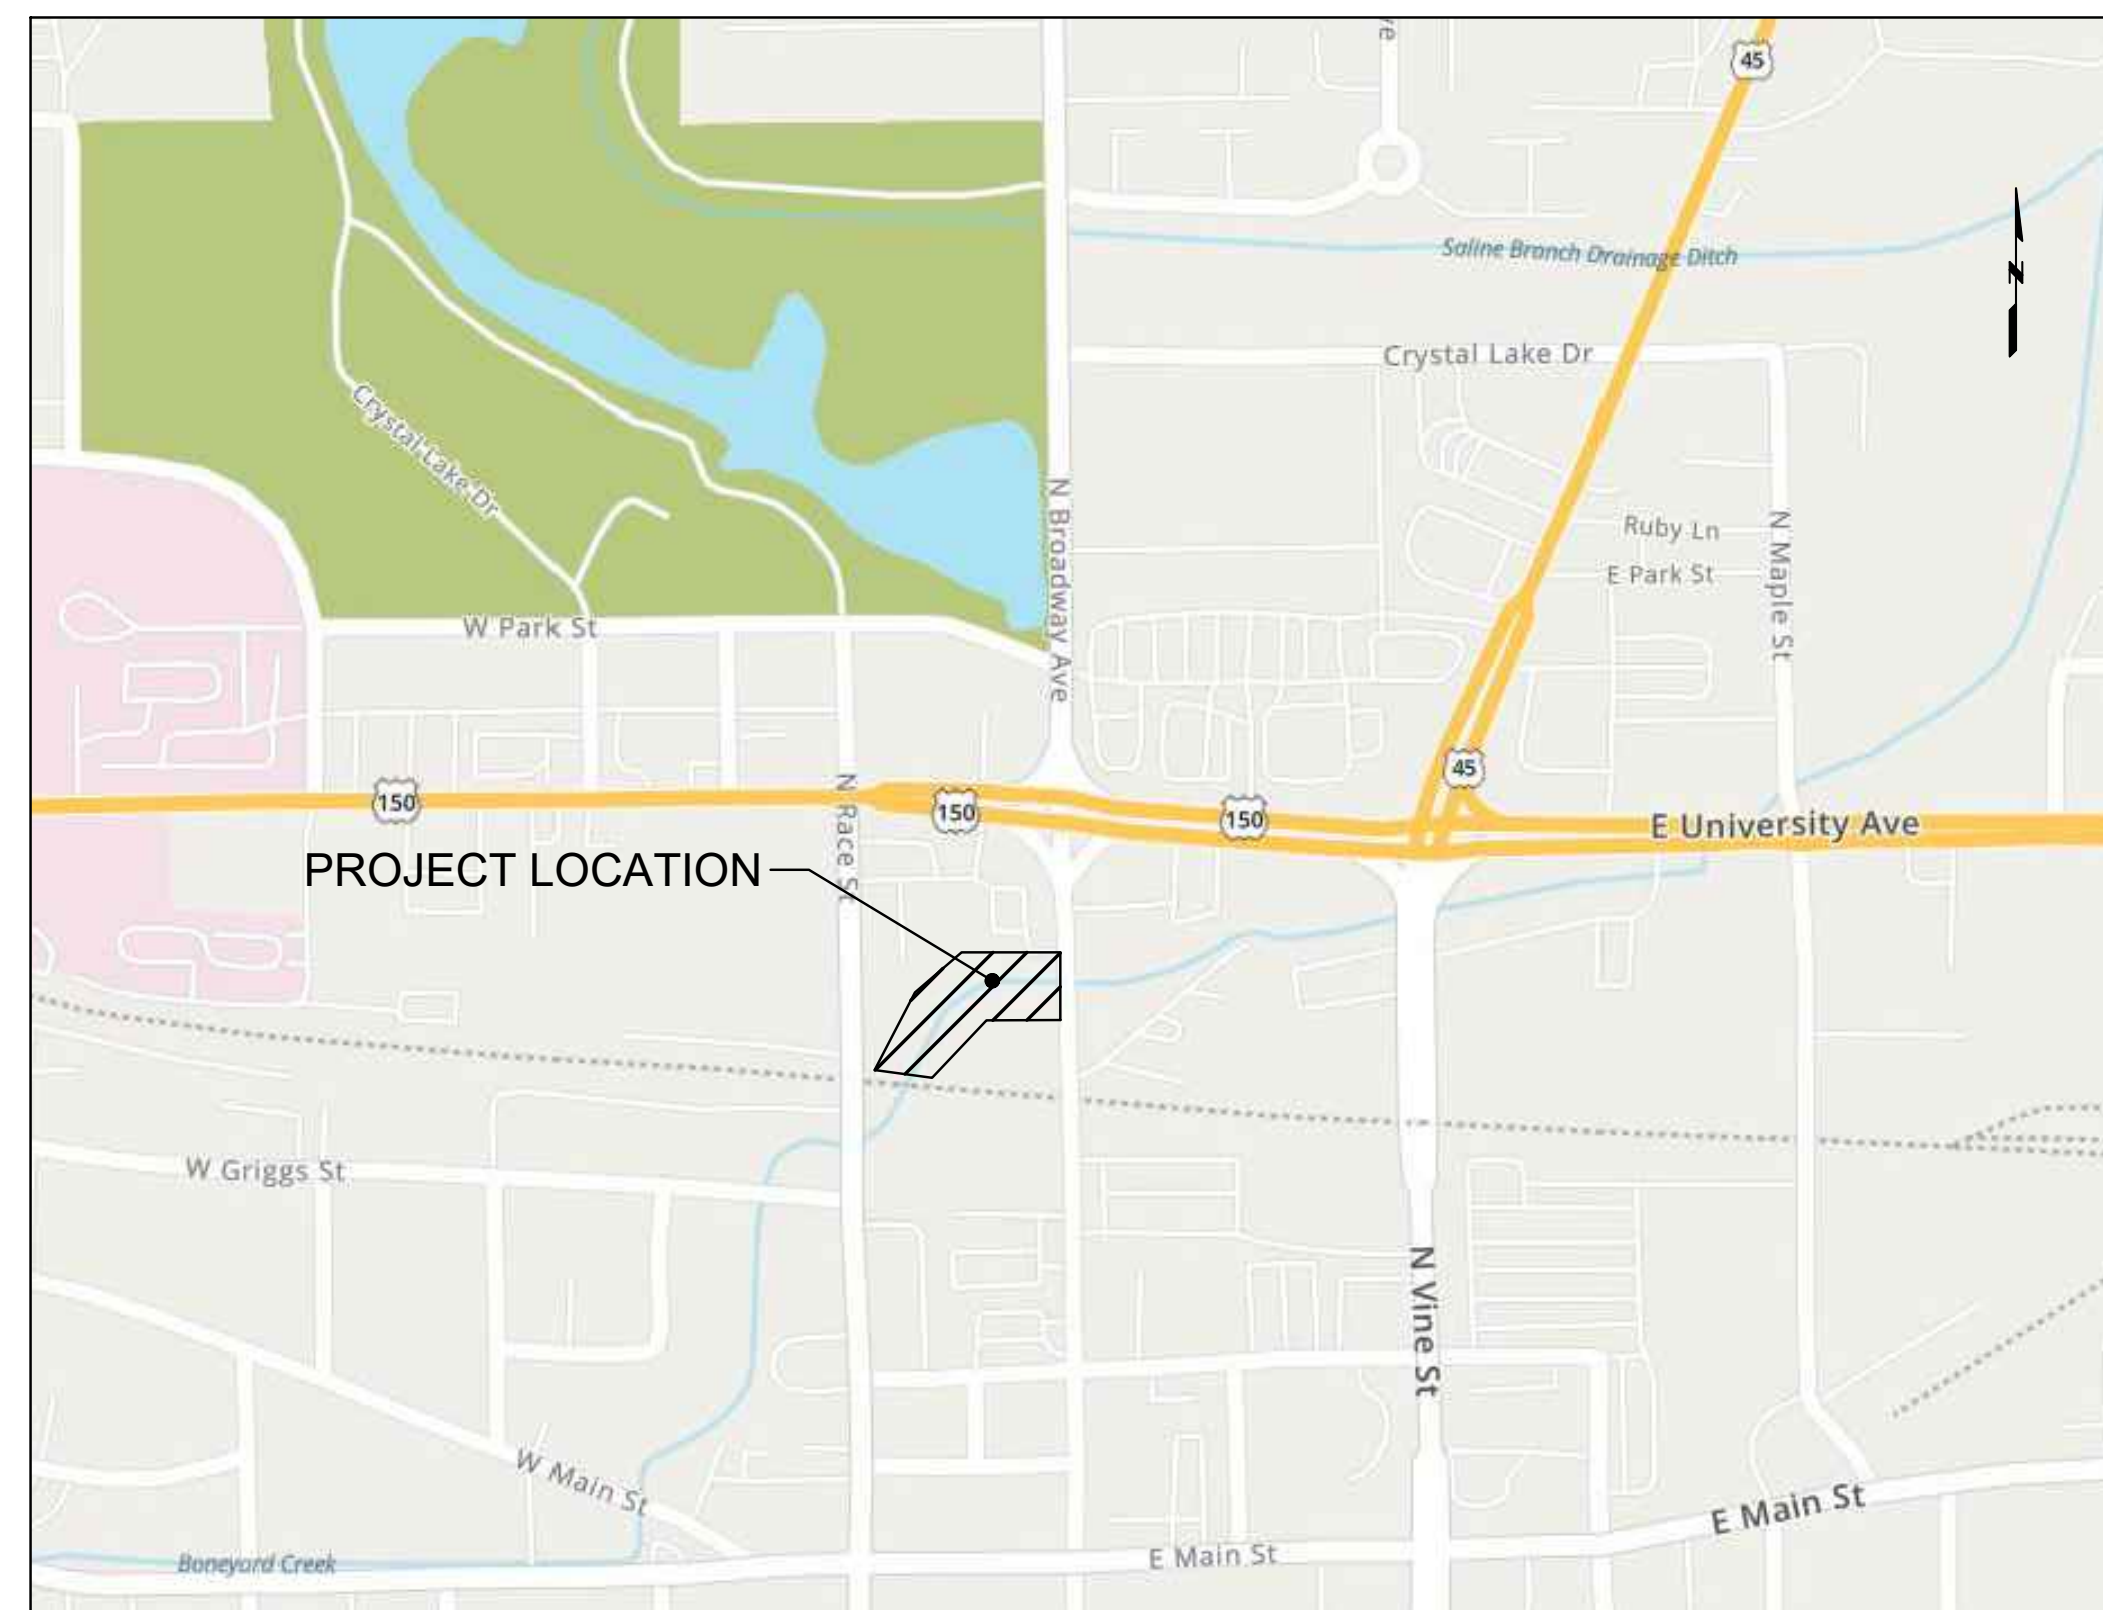 ve
45
N
Saline Branch Drainage Ditch
Crystal Lake Dr
Crystal Lake Dr
N Broadway Ave
Ruby Ln
N Maple St
E Park St
W Park St
45
150
N Race St
150
150
E University Ave
PROJECT LOCATION
W Griggs St
N Vine St
W Main St
E Main St
E Main St
Boneyard Creek